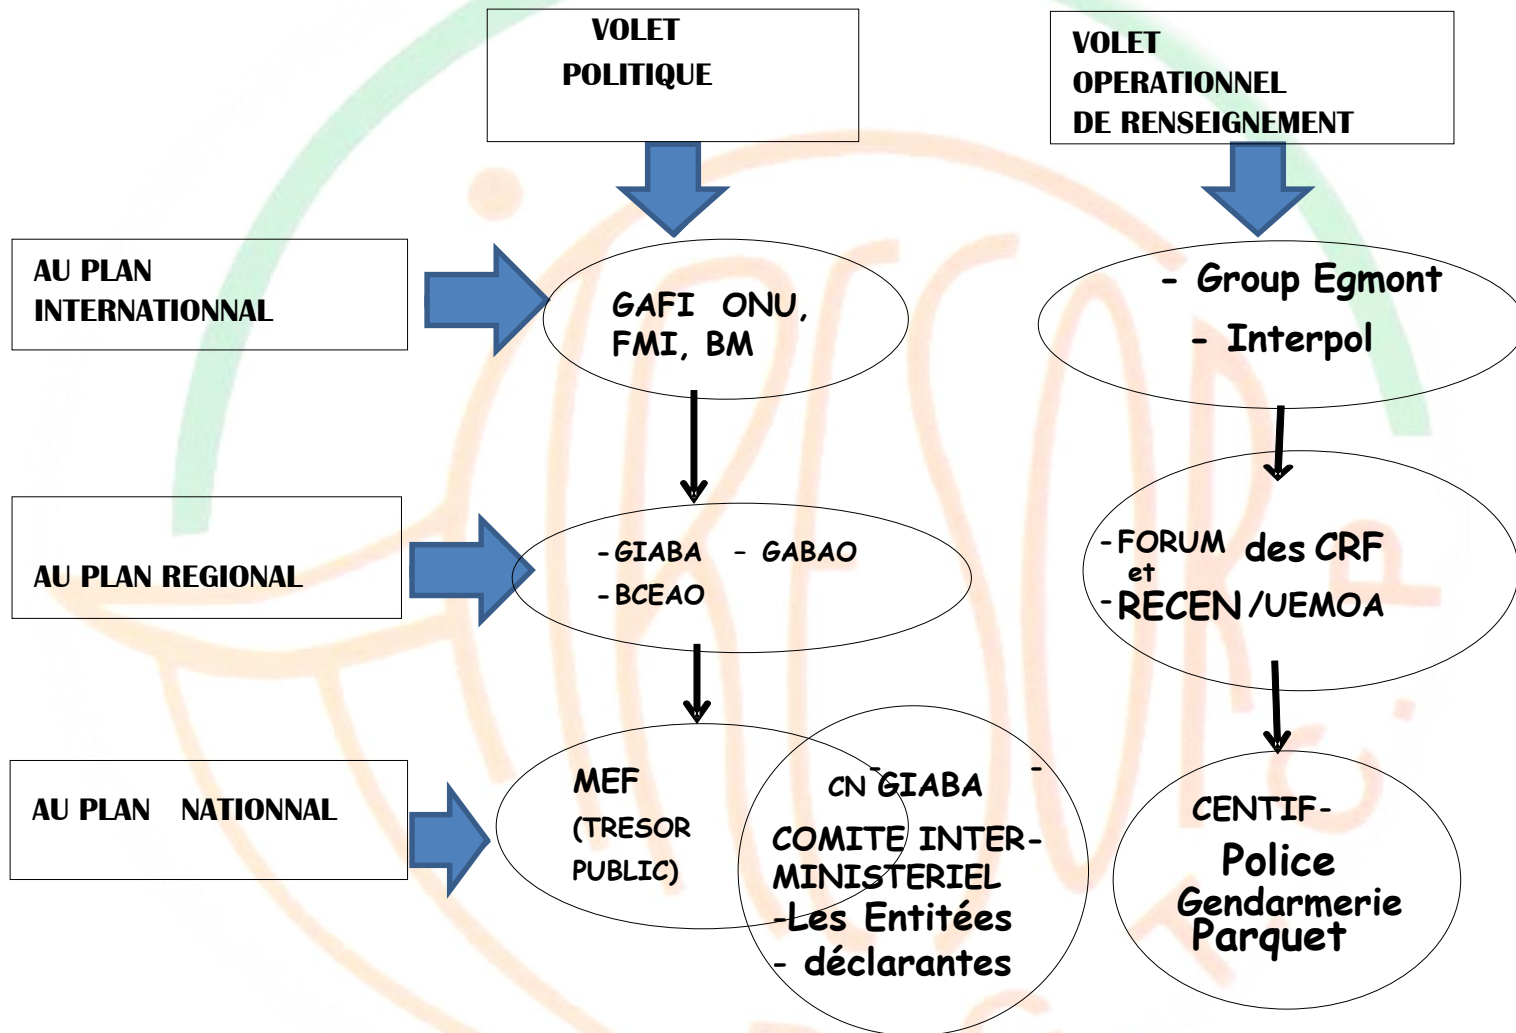 VOLET
POLITIQUE
VOLET
OPERATIONNEL
DE RENSEIGNEMENT
AU PLAN
INTERNATIONNAL
GAFI ONU,
FMI, BM
- Group Egmont
- Interpol
AU PLAN REGIONAL
- GIABA - GABAO
- BCEAO
- FORUM des CRF
et
- RECEN /UEMOA
AU PLAN NATIONNAL
MEF
(TRESOR
PUBLIC)
CN - GIABA -
COMITE INTER-
MINISTERIEL
-Les Entitées
- déclarantes
CENTIF-
Police
Gendarmerie
Parquet